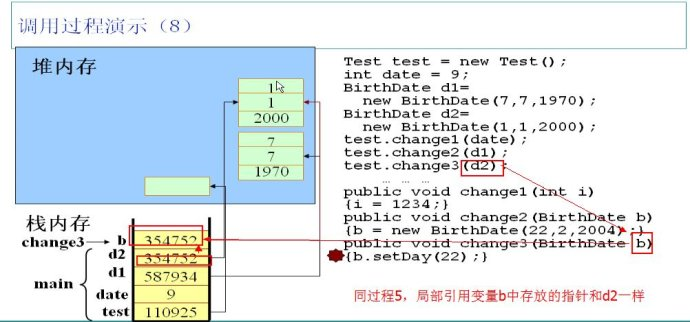 调用过程演示（8）
堆内存
1
1
2000
7
7
1970
栈内存
change3
b
354752
d2
354752
d1
587934
main
date
9
test
110925
Test test = new Test();
int date = 9;
BirthDate d1=
new BirthDate(7,7,1970);
BirthDate d2=
new BirthDate(1,1,2000);
test.change1(date);
test.change2(d1);
test.change3(d2);
… … …
public void change1(int i)
{i = 1234;}
public void change2(BirthDate b)
{b = new BirthDate(22,2,2004);}
public void change3(BirthDate b)
{b.setDay(22);}
同过程5，局部引用变量b中存放的指针和d2一样